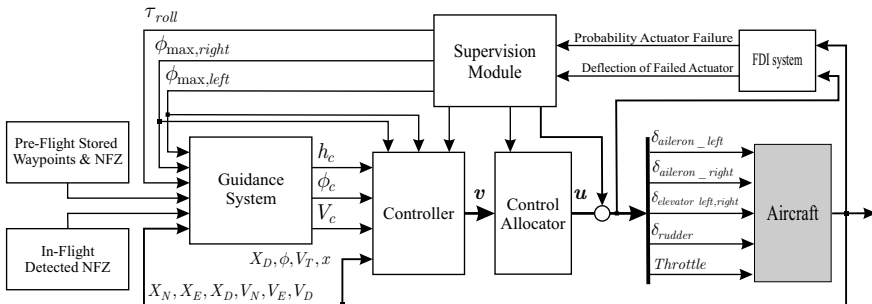 τ_roll
ϕ_max,right
ϕ_max,left
Supervision
Module
Probability Actuator Failure
Deflection of Failed Actuator
FDI system
Pre-Flight Stored
Waypoints & NFZ
In-Flight
Detected NFZ
Guidance
System
h_c
ϕ_c
V_c
Controller
v
Control
Allocator
u
δ_aileron_left
δ_aileron_right
δ_elevator left,right
δ_rudder
Throttle
Aircraft
X_D, ϕ, V_T, x
X_N, X_E, X_D, V_N, V_E, V_D